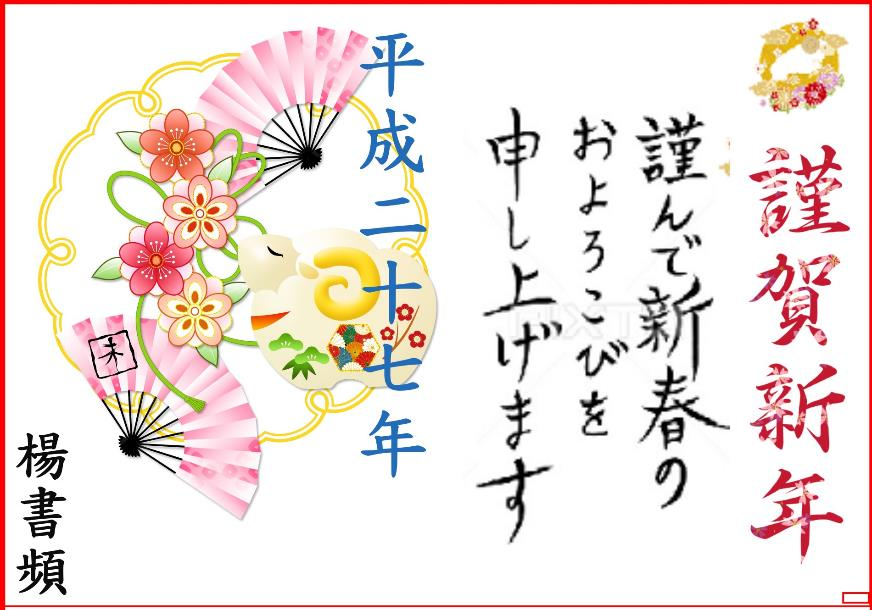 謹賀新年
謹んで新春の
およろこびを
申し上げます
平成二十七年
未
楊書頻